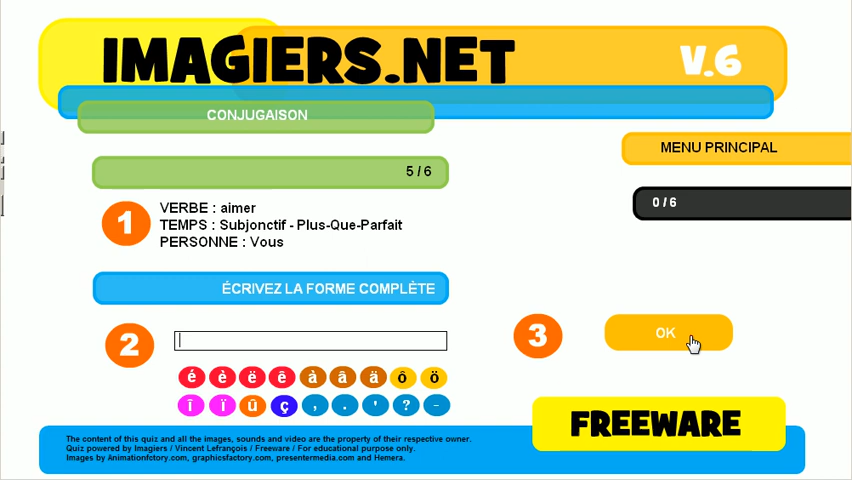 IMAGIERS.NET
V.6
CONJUGAISON
MENU PRINCIPAL
5 / 6
0 / 6
1
VERBE : aimer
TEMPS : Subjonctif - Plus-Que-Parfait
PERSONNE : Vous
ÉCRIVEZ LA FORME COMPLÈTE
2
3
OK
é è ë ê à â ä ô ö
î ï û ç , . ' ? -
FREEWARE
The content of this quiz and all the images, sounds and video are the property of their respective owner.
Quiz powered by Imagiers / Vincent Lefrançois / Freeware / For educational purpose only.
Images by Animationfctory.com, graphicsfactory.com, presentermedia.com and Hemera.